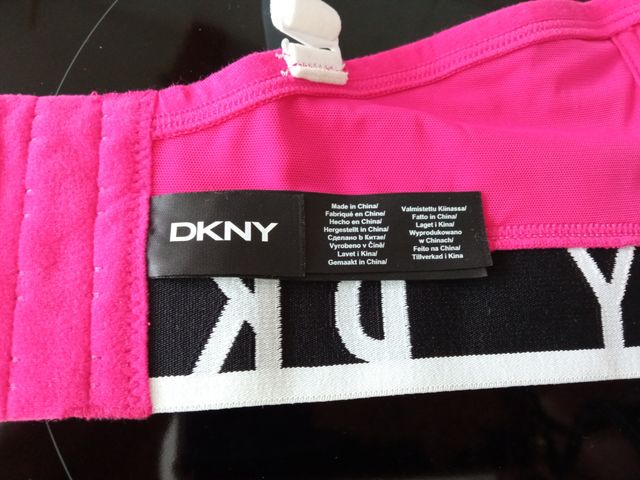 DKNY
Made in China/
Fabriqué en Chine/
Hecho en China/
Hergestellt in China/
Сделано в Китае/
Vyrobeno v Čině/
Lavet i Kina/
Gemaakt in China/
Valmistettu Kiinassa/
Fatto in China/
Laget i Kina/
Wyprodukowano
w Chinach/
Feito na China/
Tillverkad i Kina
Y
D
K